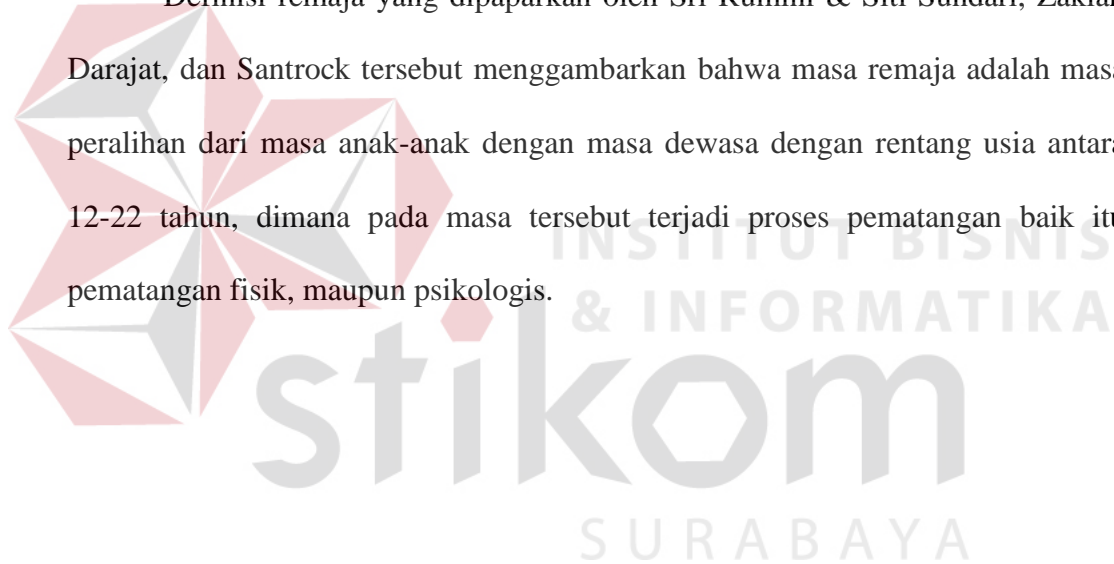 Definisi remaja yang dipaparkan oleh Sri Rumini & Siti Sundari, Zakiah
Darajat, dan Santrock tersebut menggambarkan bahwa masa remaja adalah masa
peralihan dari masa anak-anak dengan masa dewasa dengan rentang usia antara
12-22 tahun, dimana pada masa tersebut terjadi proses pematangan baik itu
pematangan fisik, maupun psikologis.
INSTITUT BISNIS
& INFORMATIKA
stikom
SURABAYA